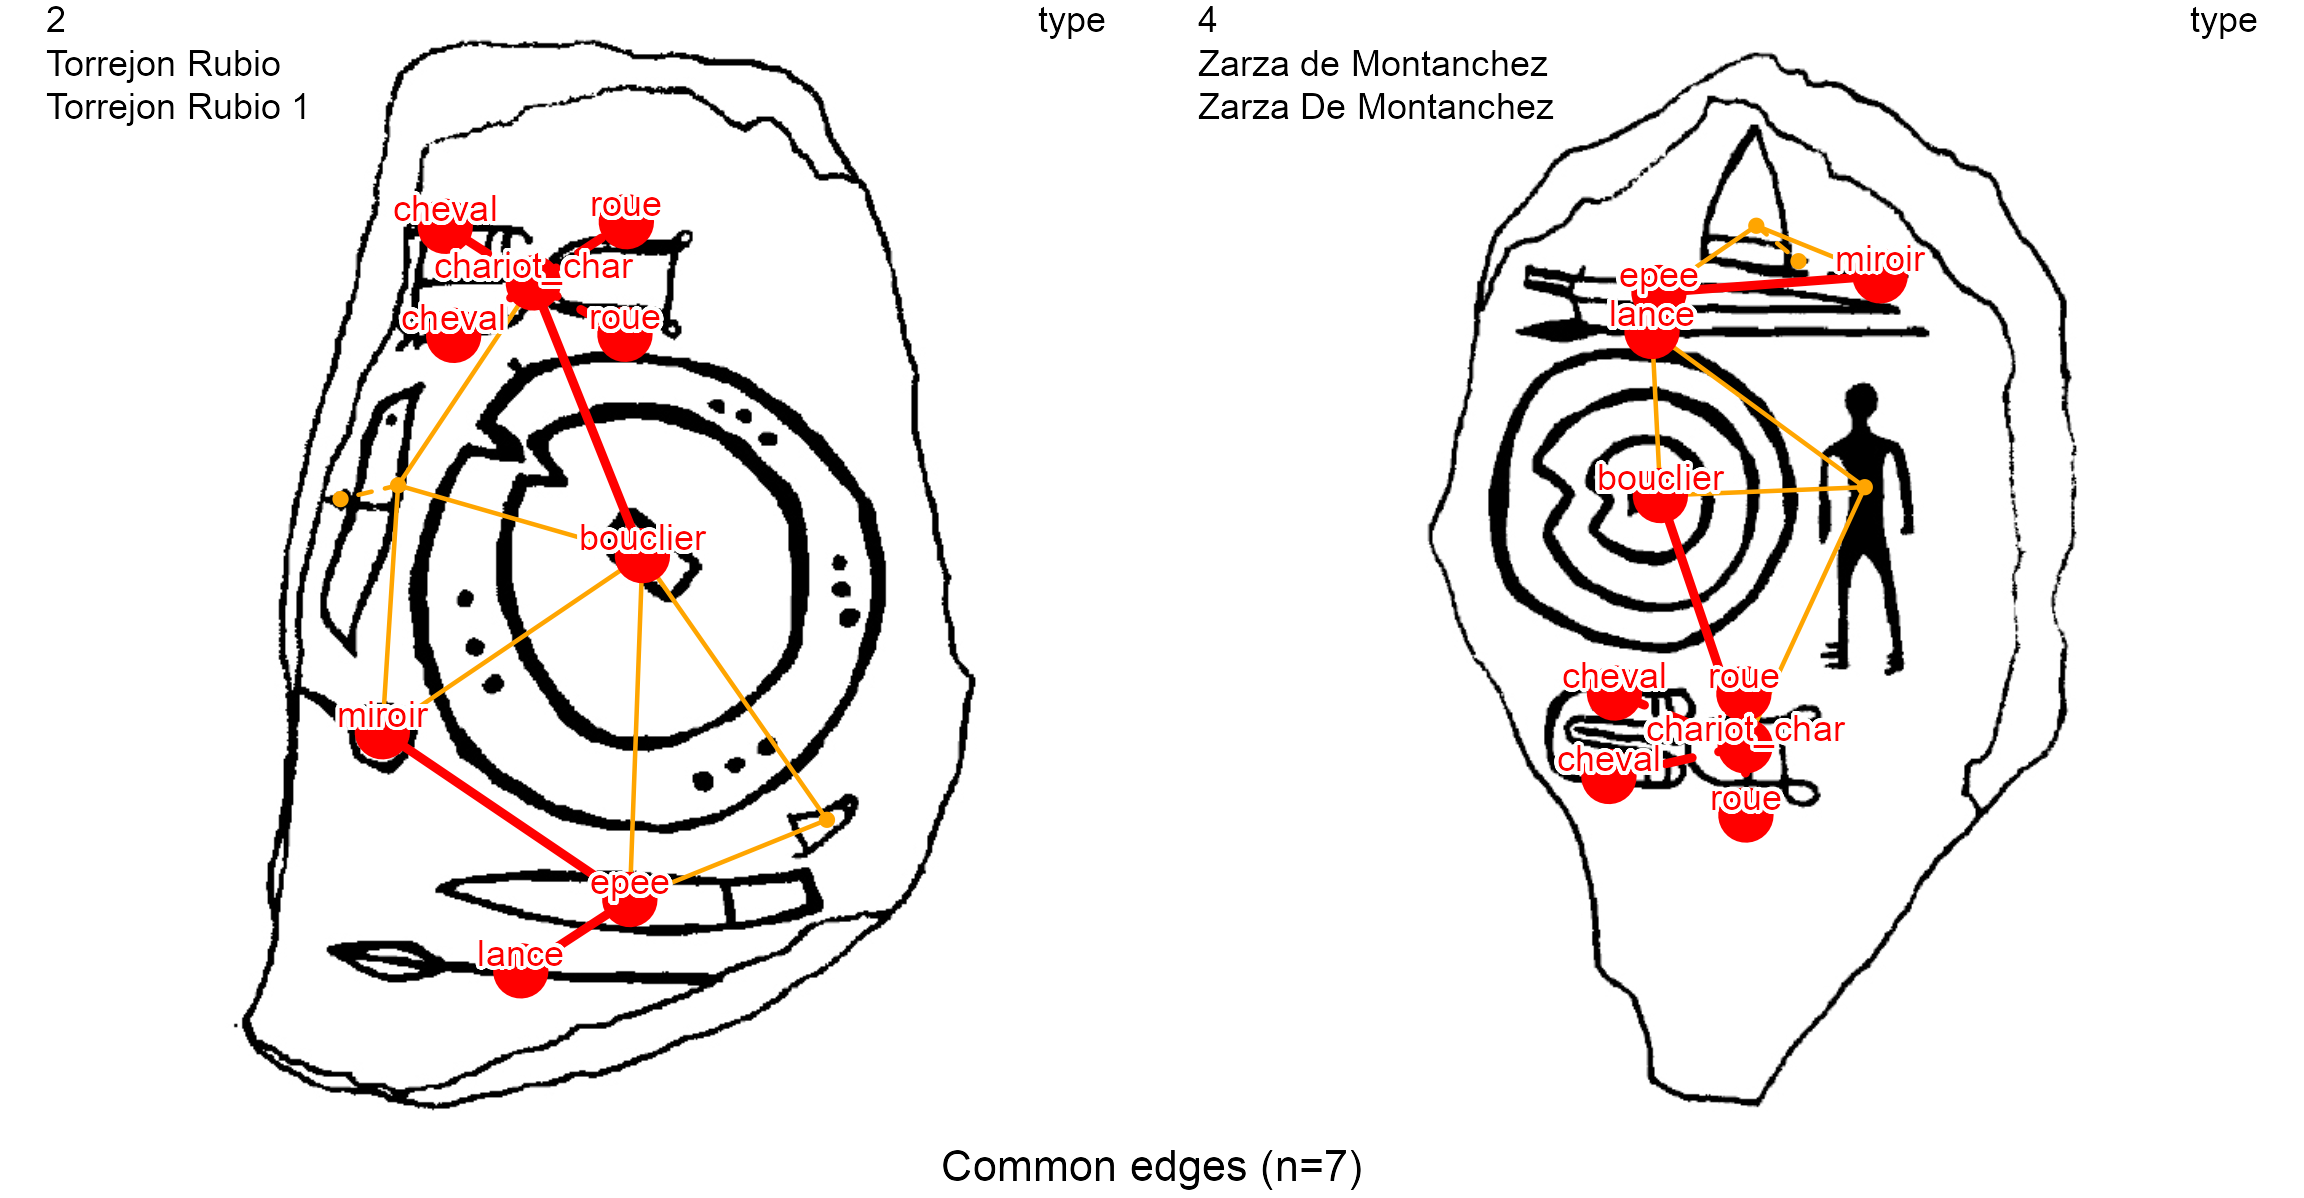 2
Torrejon Rubio
Torrejon Rubio 1
type
cheval
roue
chariot_char
cheval
roue
bouclier
miroir
epee
lance
4
Zarza de Montanchez
Zarza De Montanchez
type
miroir
epee
lance
bouclier
cheval
roue
chariot_char
cheval
roue
Common edges (n=7)